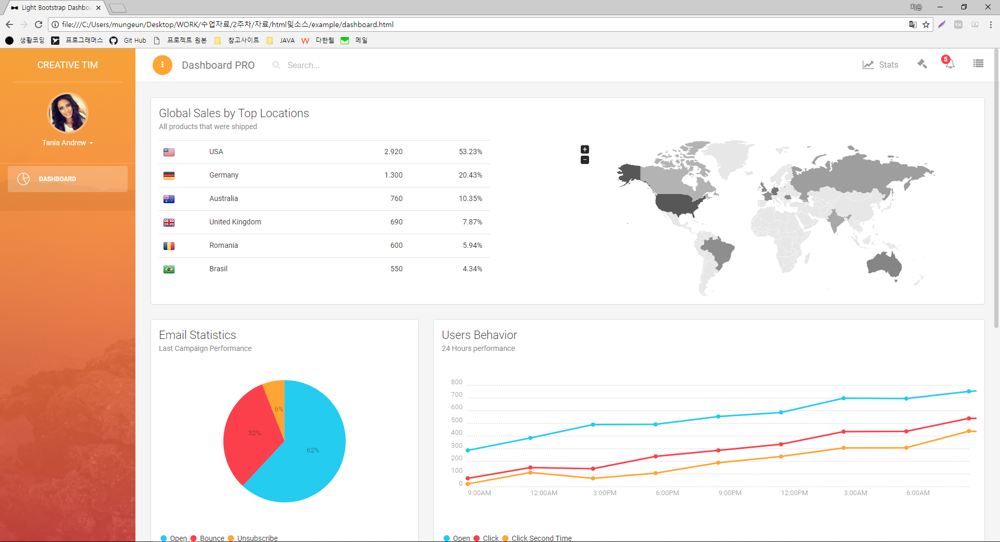 Light Bootstrap Dashboa
지은
file:///C:/Users/mungeun/Desktop/WORK/수업자료/2주차/자료/html및소스/example/dashboard.html
생활코딩 프로그래머스 Git Hub 프로젝트 원본 참고사이트 JAVA 다한웹 메일
CREATIVE TIM
Tania Andrew
DASHBOARD
Dashboard PRO Search... Stats 5
Global Sales by Top Locations
All products that were shipped
USA 2.920 53.23%
Germany 1.300 20.43%
Australia 760 10.35%
United Kingdom 690 7.87%
Romania 600 5.94%
Brasil 550 4.34%
+
−
Email Statistics
Last Campaign Performance
6%
32%
62%
Open Bounce Unsubscribe
Users Behavior
24 Hours performance
800
700
600
500
400
300
200
100
0
9:00AM 12:00AM 3:00PM 6:00PM 9:00PM 12:00PM 3:00AM 6:00AM
Open Click Click Second Time